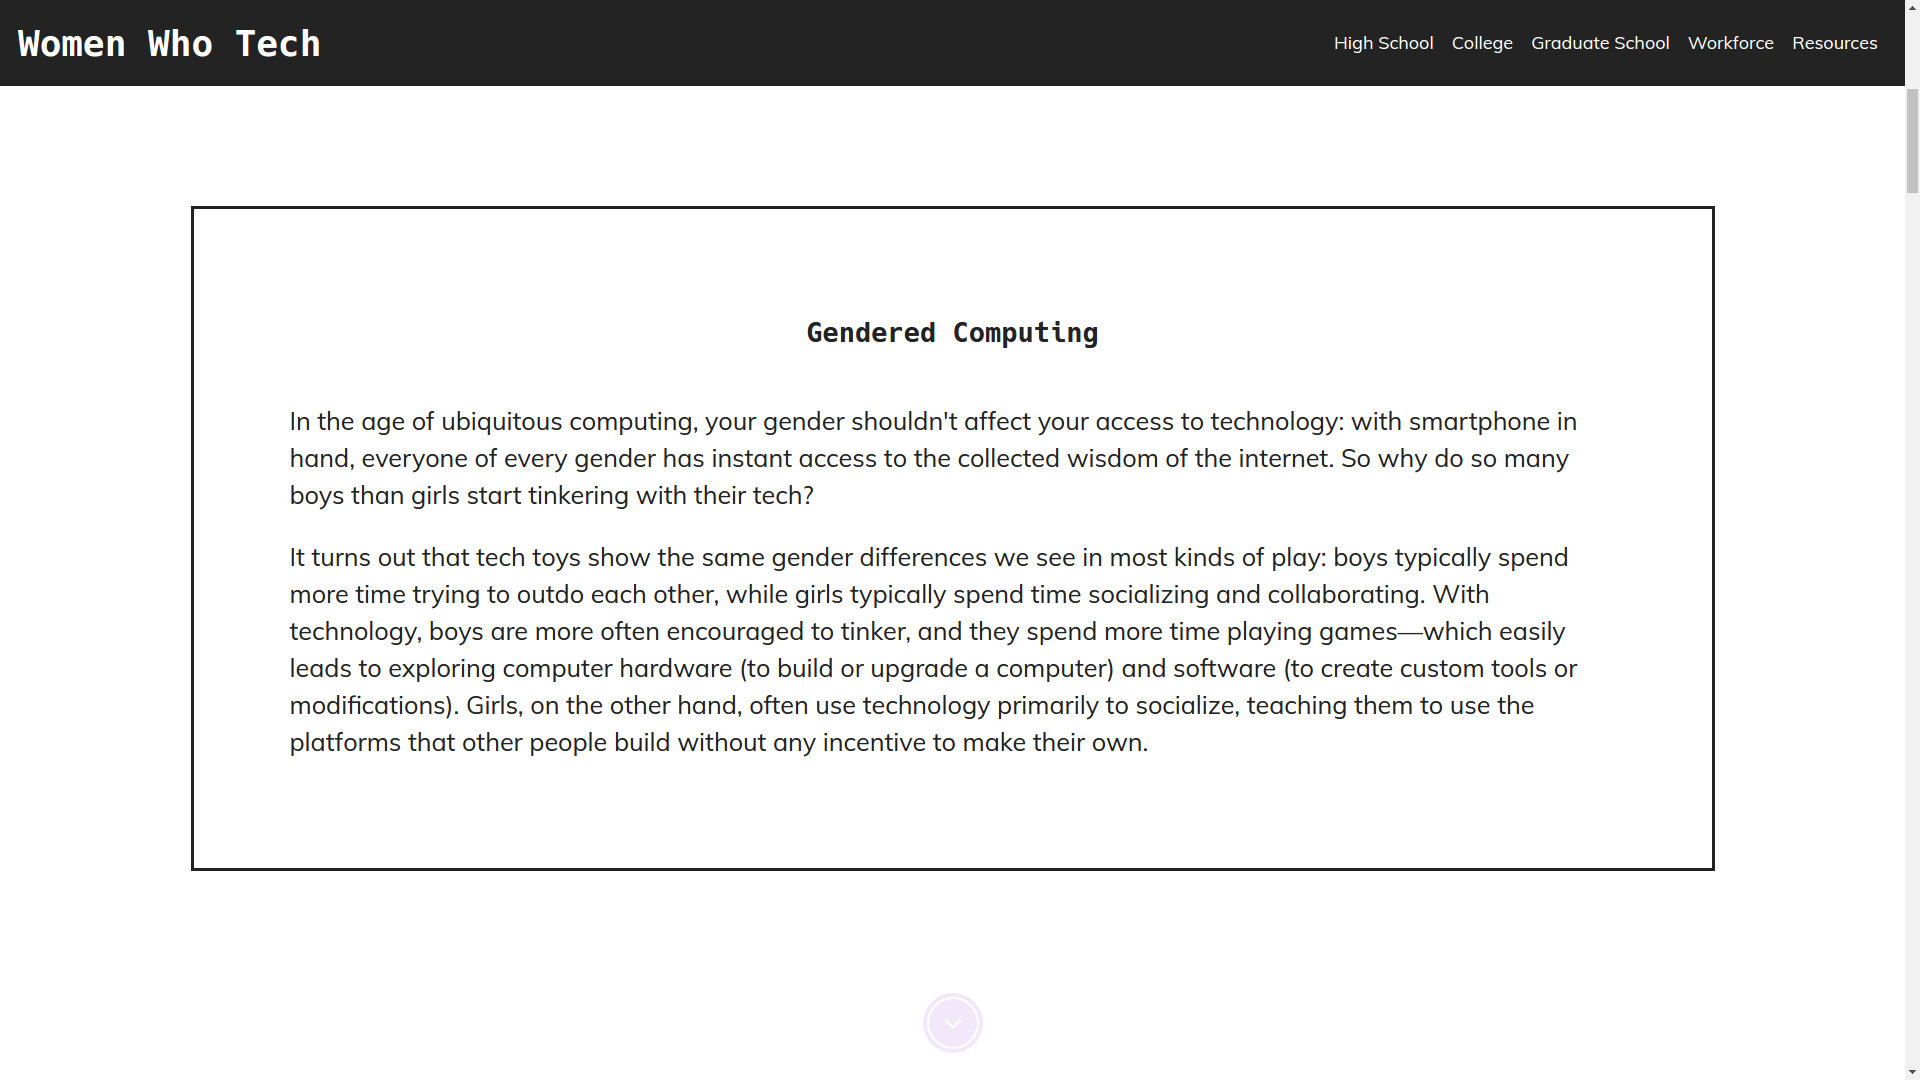 Women Who Tech
High School College Graduate School Workforce Resources
Gendered Computing
In the age of ubiquitous computing, your gender shouldn't affect your access to technology: with smartphone in
hand, everyone of every gender has instant access to the collected wisdom of the internet. So why do so many
boys than girls start tinkering with their tech?
It turns out that tech toys show the same gender differences we see in most kinds of play: boys typically spend
more time trying to outdo each other, while girls typically spend time socializing and collaborating. With
technology, boys are more often encouraged to tinker, and they spend more time playing games—which easily
leads to exploring computer hardware (to build or upgrade a computer) and software (to create custom tools or
modifications). Girls, on the other hand, often use technology primarily to socialize, teaching them to use the
platforms that other people build without any incentive to make their own.